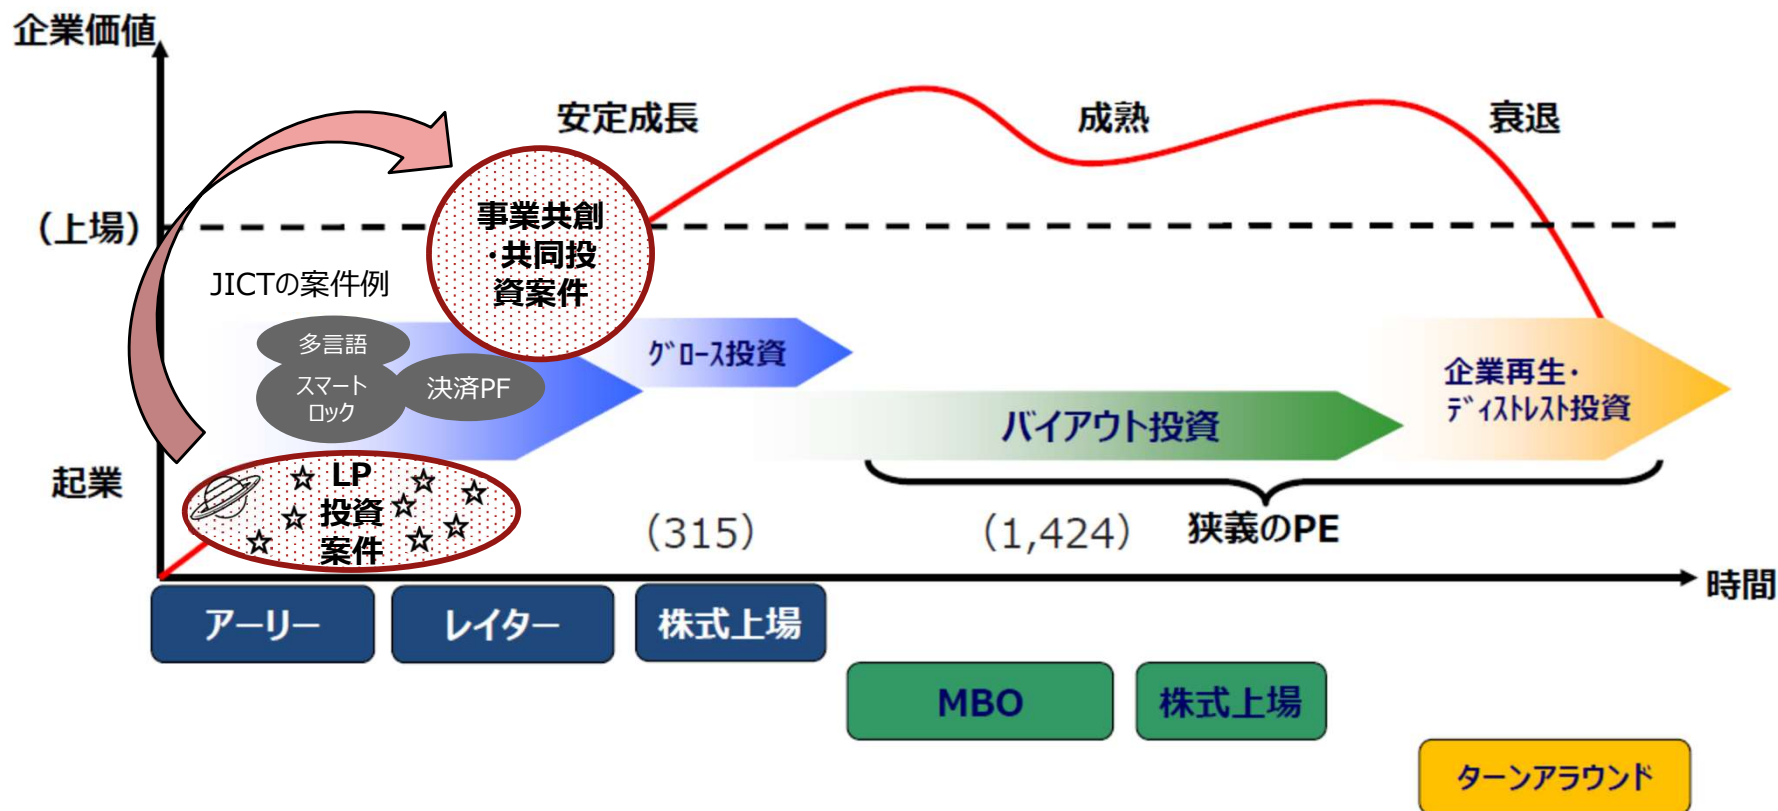 企業価値
安定成長
成熟
衰退
(上場)
事業共創
・共同投
資案件
JICTの案件例
多言語
スマート
ロック
決済PF
グロース投資
バイアウト投資
企業再生・
ディストレスト投資
起業
LP
投資
案件
(315)
(1,424)
狭義のPE
時間
アーリー
レイター
株式上場
MBO
株式上場
ターンアラウンド